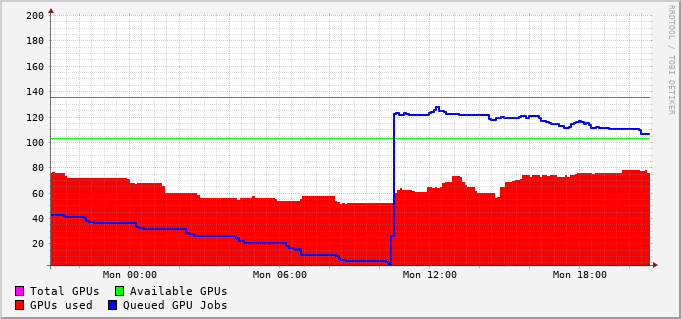 200
180
160
140
120
100
80
60
40
20
Mon 00:00 Mon 06:00 Mon 12:00 Mon 18:00
Total GPUs Available GPUs
GPUs used Queued GPU Jobs
RRDTOOL / TOBI OETIKER